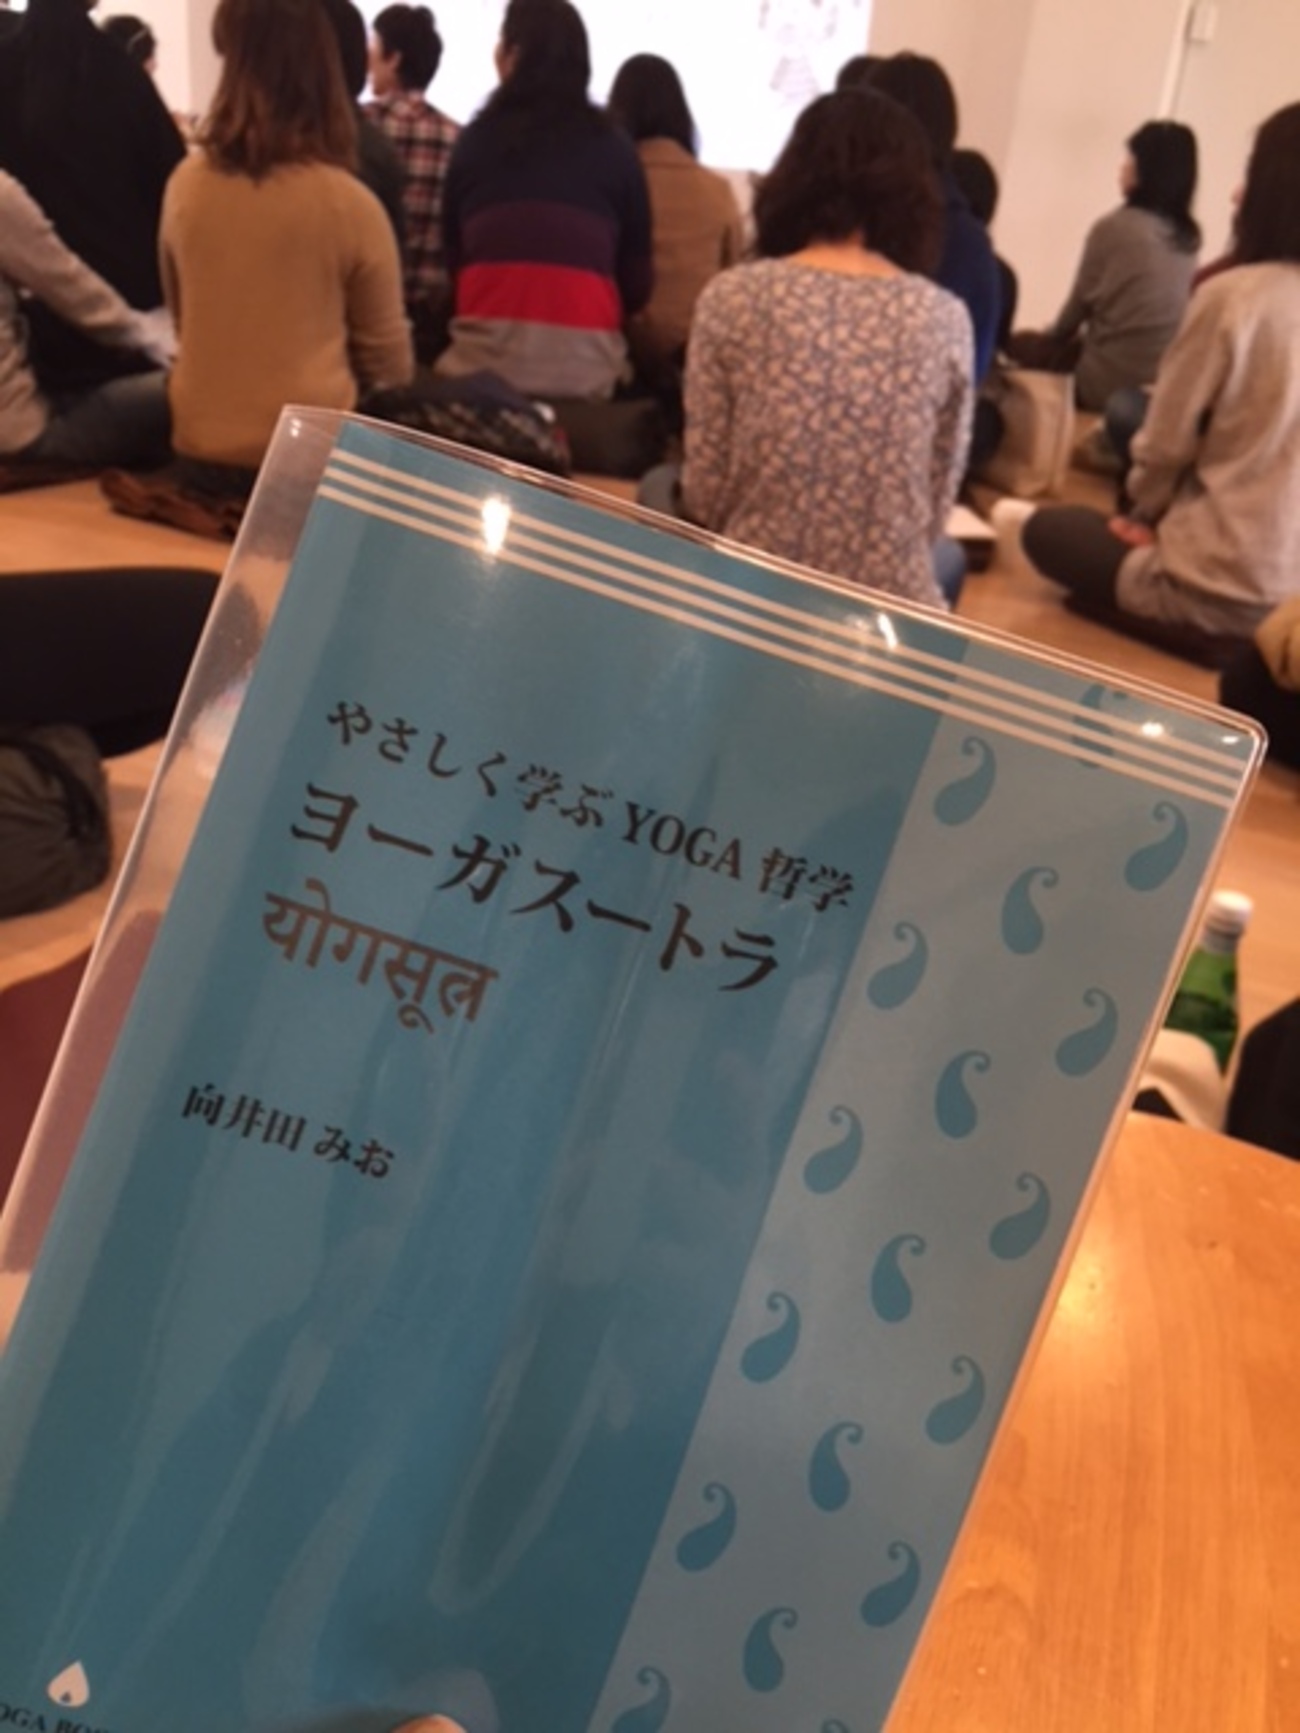 やさしく学ぶ YOGA 哲学
ヨーガスートラ
योगसूत्र
向井田 みお